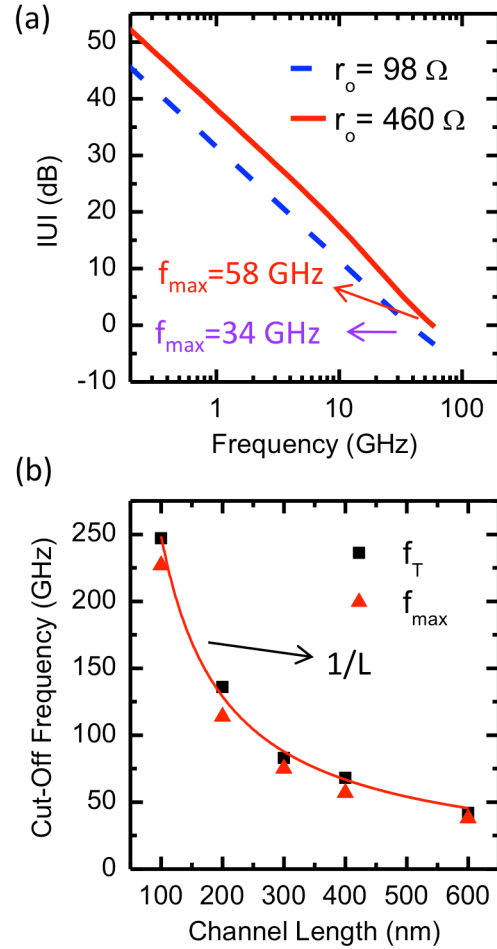 (a)
50
40
30
20
10
0
-10
IUI (dB)
r_o= 98 Ω
r_o= 460 Ω
f_max=58 GHz
f_max=34 GHz
1 10 100
Frequency (GHz)
(b)
250
200
150
100
50
0
Cut-Off Frequency (GHz)
f_T
f_max
1/L
100 200 300 400 500 600
Channel Length (nm)